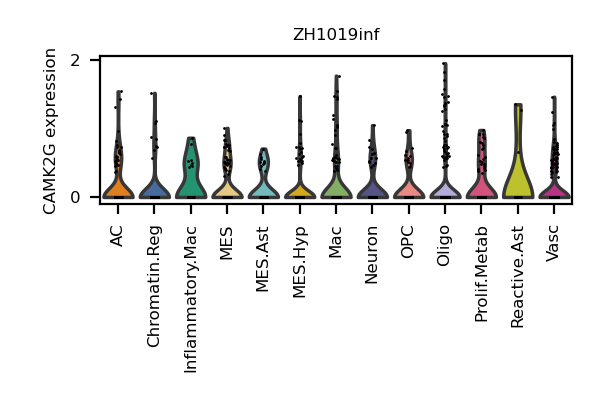 ZH1019inf
CAMK2G expression
2
0
AC
Chromatin.Reg
Inflammatory.Mac
MES
MES.Ast
MES.Hyp
Mac
Neuron
OPC
Oligo
Prolif.Metab
Reactive.Ast
Vasc